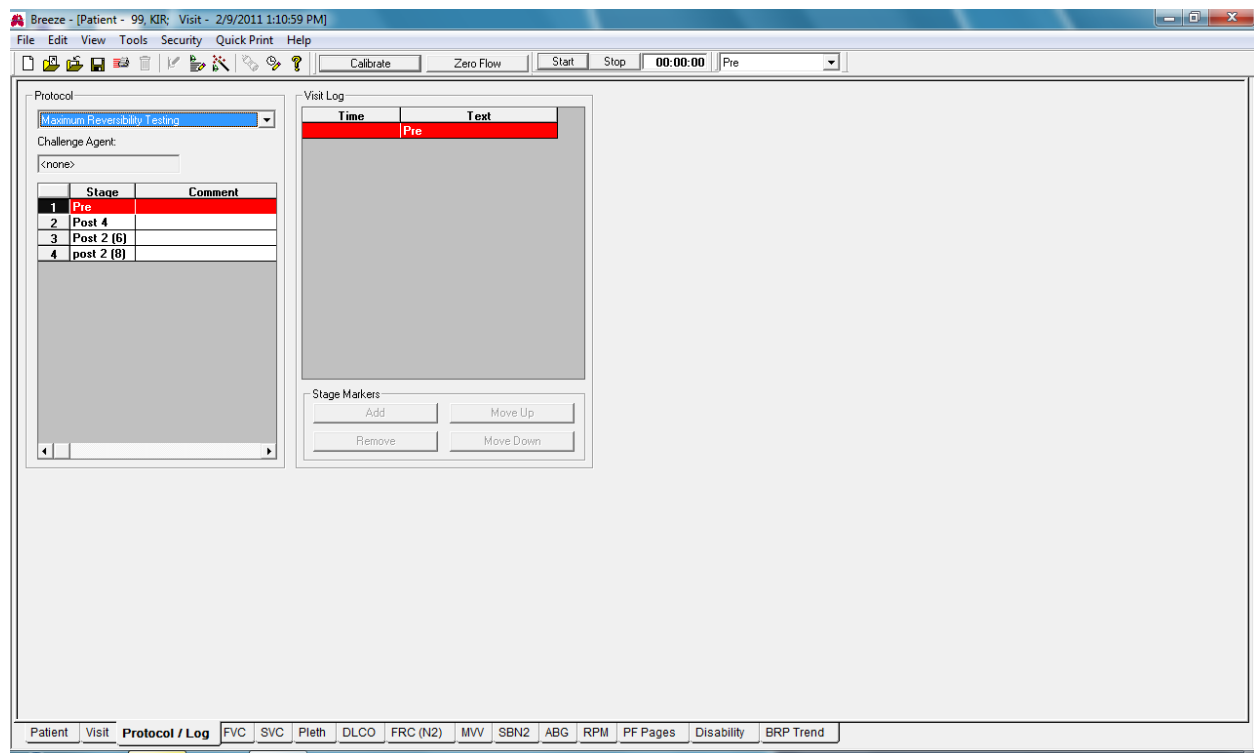 Breeze - [Patient - 99, KIR; Visit - 2/9/2011 1:10:59 PM]
File Edit View Tools Security Quick Print Help
Calibrate Zero Flow Start Stop 00:00:00 Pre
Protocol
Maximum Reversibility Testing
Challenge Agent:
<none>
Stage Comment
1 Pre
2 Post 4
3 Post 2 (6)
4 post 2 (8)
Visit Log
Time Text
Pre
Stage Markers
Add Move Up
Remove Move Down
Patient Visit Protocol / Log FVC SVC Pleth DLCO FRC (N2) MVV SBN2 ABG RPM PF Pages Disability BRP Trend